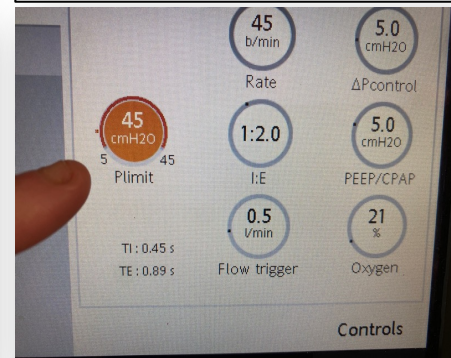 45
b/min
Rate
5.0
cmH2O
ΔPcontrol
45
cmH2O
5 45
Plimit
1:2.0
I:E
5.0
cmH2O
PEEP/CPAP
TI : 0.45 s
TE : 0.89 s
0.5
l/min
Flow trigger
21
%
Oxygen
Controls